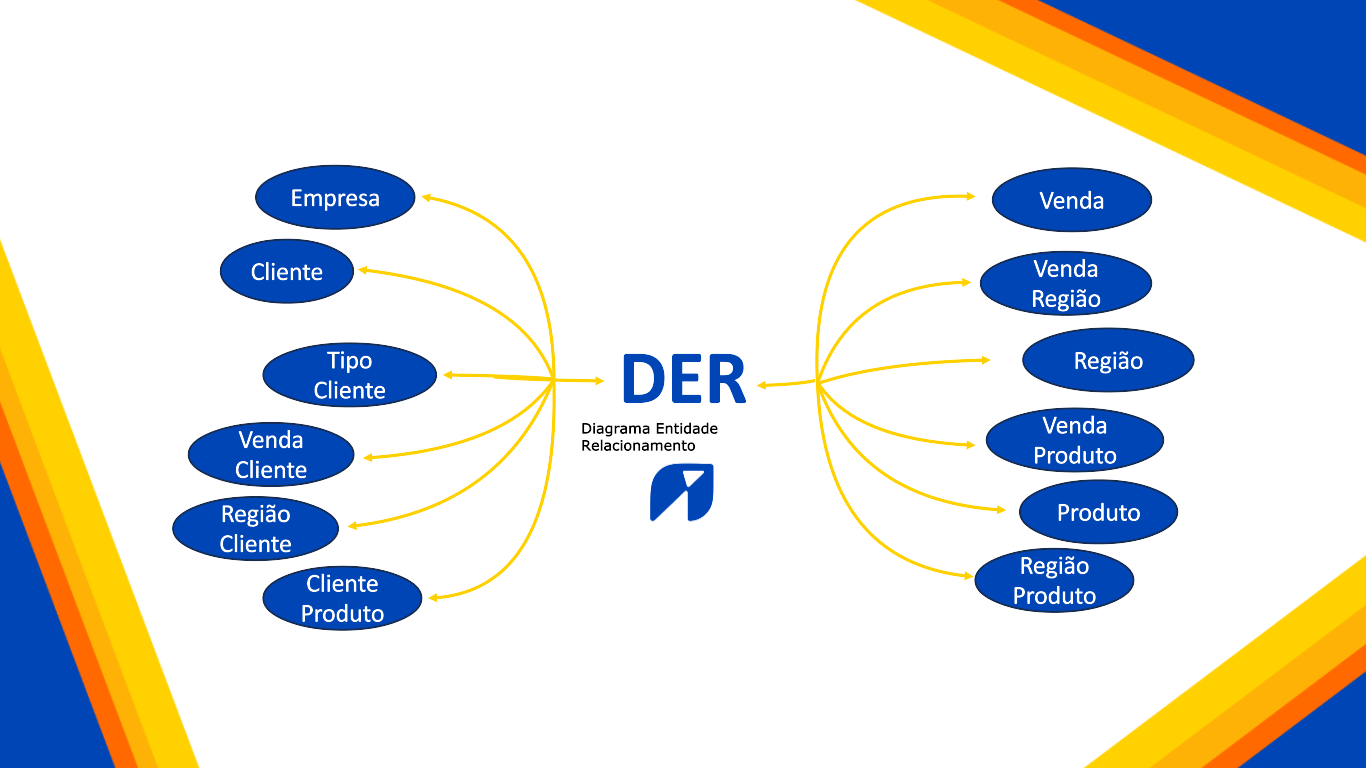 Empresa
Cliente
Tipo
Cliente
Venda
Cliente
Região
Cliente
Cliente
Produto
DER
Diagrama Entidade
Relacionamento
Venda
Venda
Região
Região
Venda
Produto
Produto
Região
Produto